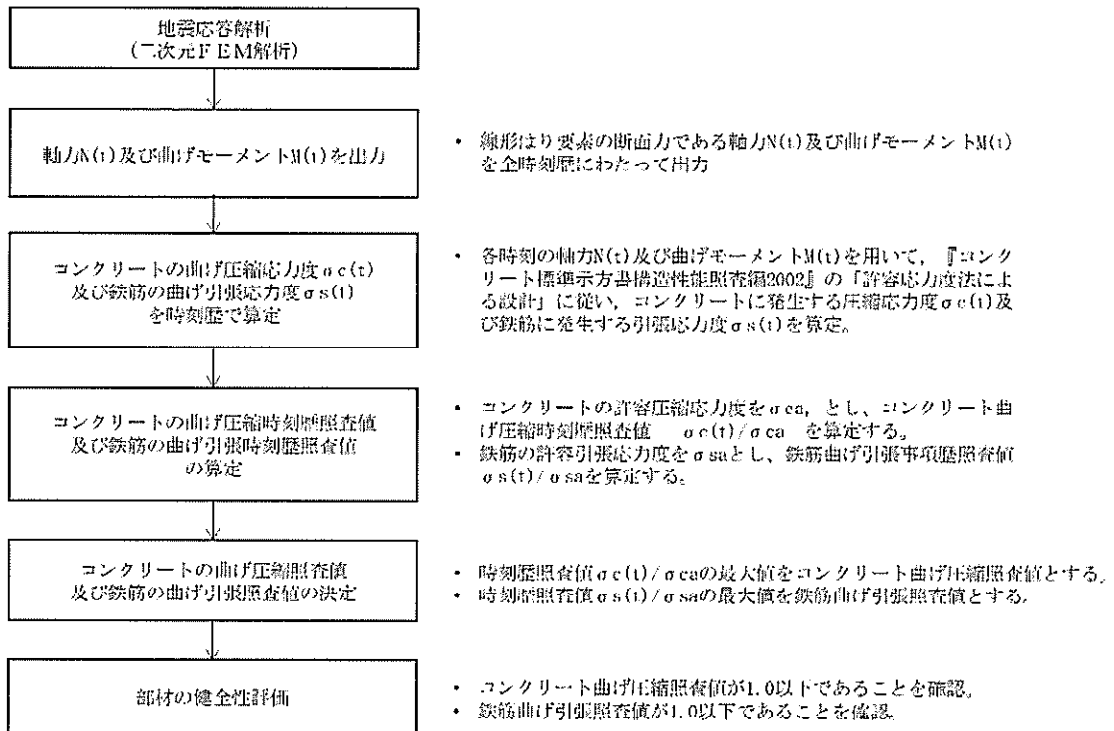 地震応答解析
(二次元FEM解析)
軸力N(t)及び曲げモーメントM(t)を出力
・ 線形はり要素の断面力である軸力N(t)及び曲げモーメントM(t)
を全時刻歴にわたって出力
コンクリートの曲げ圧縮応力度σc(t)
及び鉄筋の曲げ引張応力度σs(t)
を時刻歴で算定
・ 各時刻の軸力N(t)及び曲げモーメントM(t)を用いて,『コンク
リート標準示方書構造性能照査編2002』の「許容応力度法によ
る設計」に従い,コンクリートに発生する圧縮応力度σc(t)及
び鉄筋に発生する引張応力度σs(t)を算定。
コンクリートの曲げ圧縮時刻歴照査値
及び鉄筋の曲げ引張時刻歴照査値
の算定
・ コンクリートの許容圧縮応力度をσca,とし、コンクリート曲
げ圧縮時刻歴照査値 σc(t)/σca を算定する。
・ 鉄筋の許容引張応力度をσsaとし、鉄筋曲げ引張事項歴照査値
σs(t)/σsaを算定する。
コンクリートの曲げ圧縮照査値
及び鉄筋の曲げ引張照査値の決定
・ 時刻歴照査値σc(t)/σcaの最大値をコンクリート曲げ圧縮照査値とする。
・ 時刻歴照査値σs(t)/σsaの最大値を鉄筋曲げ引張照査値とする。
部材の健全性評価
・ コンクリート曲げ圧縮照査値が1.0以下であることを確認。
・ 鉄筋曲げ引張照査値が1.0以下であることを確認。